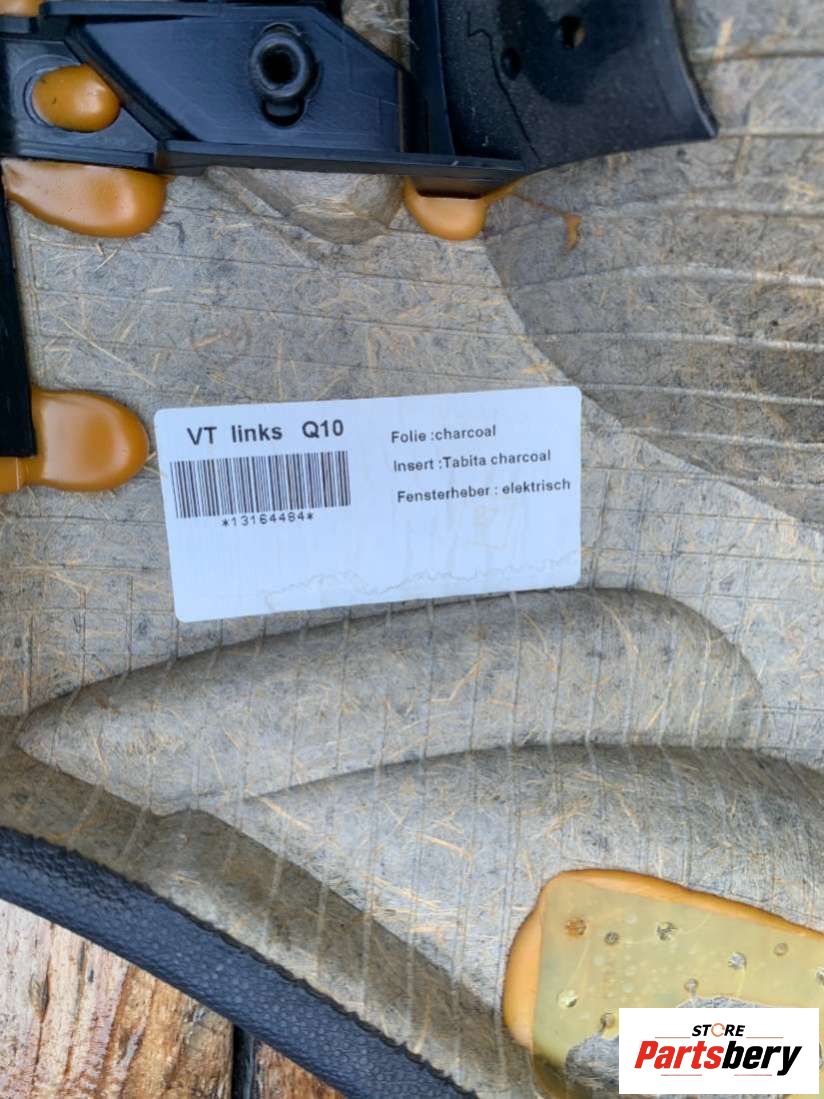 VT links Q10
*13164484*
Folie :charcoal
Insert :Tabita charcoal
Fensterheber : elektrisch
STORE
Partsbery